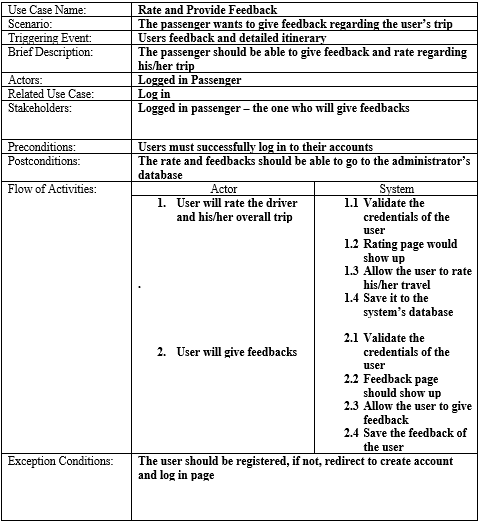 Use Case Name: Rate and Provide Feedback
Scenario: The passenger wants to give feedback regarding the user's trip
Triggering Event: Users feedback and detailed itinerary
Brief Description: The passenger should be able to give feedback and rate regarding
his/her trip
Actors: Logged in Passenger
Related Use Case: Log in
Stakeholders: Logged in passenger – the one who will give feedbacks
Preconditions: Users must successfully log in to their accounts
Postconditions: The rate and feedbacks should be able to go to the administrator's
database
Flow of Activities: Actor System
1. User will rate the driver
and his/her overall trip
.
2. User will give feedbacks
1.1 Validate the
credentials of the
user
1.2 Rating page would
show up
1.3 Allow the user to rate
his/her travel
1.4 Save it to the
system's database
2.1 Validate the
credentials of the
user
2.2 Feedback page
should show up
2.3 Allow the user to give
feedback
2.4 Save the feedback of
the user
Exception Conditions: The user should be registered, if not, redirect to create account
and log in page